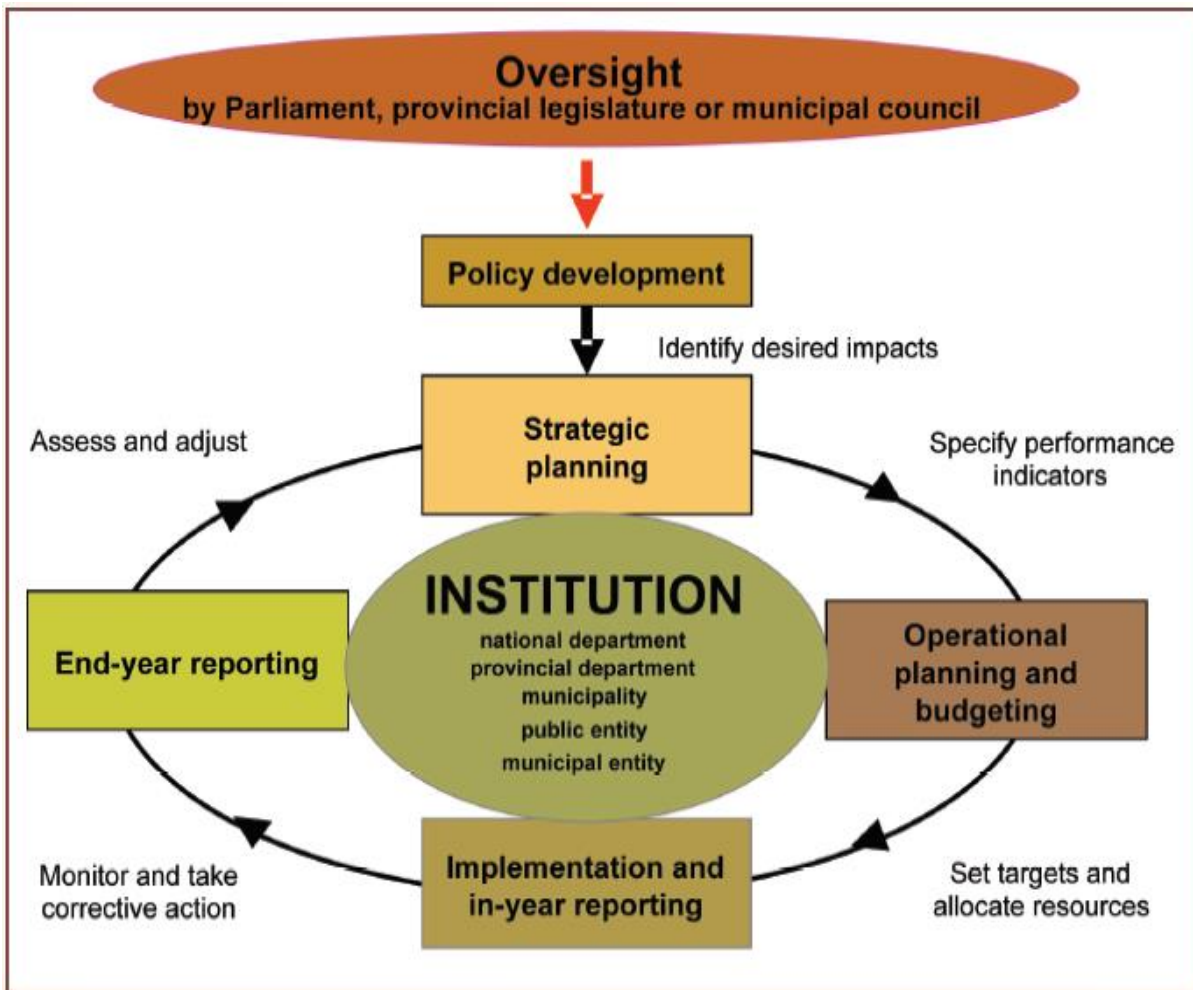 Oversight
by Parliament, provincial legislature or municipal council
Policy development
Identify desired impacts
Strategic
planning
Assess and adjust
Specify performance
indicators
INSTITUTION
national department
provincial department
municipality
public entity
municipal entity
End-year reporting
Operational
planning and
budgeting
Implementation and
in-year reporting
Monitor and take
corrective action
Set targets and
allocate resources